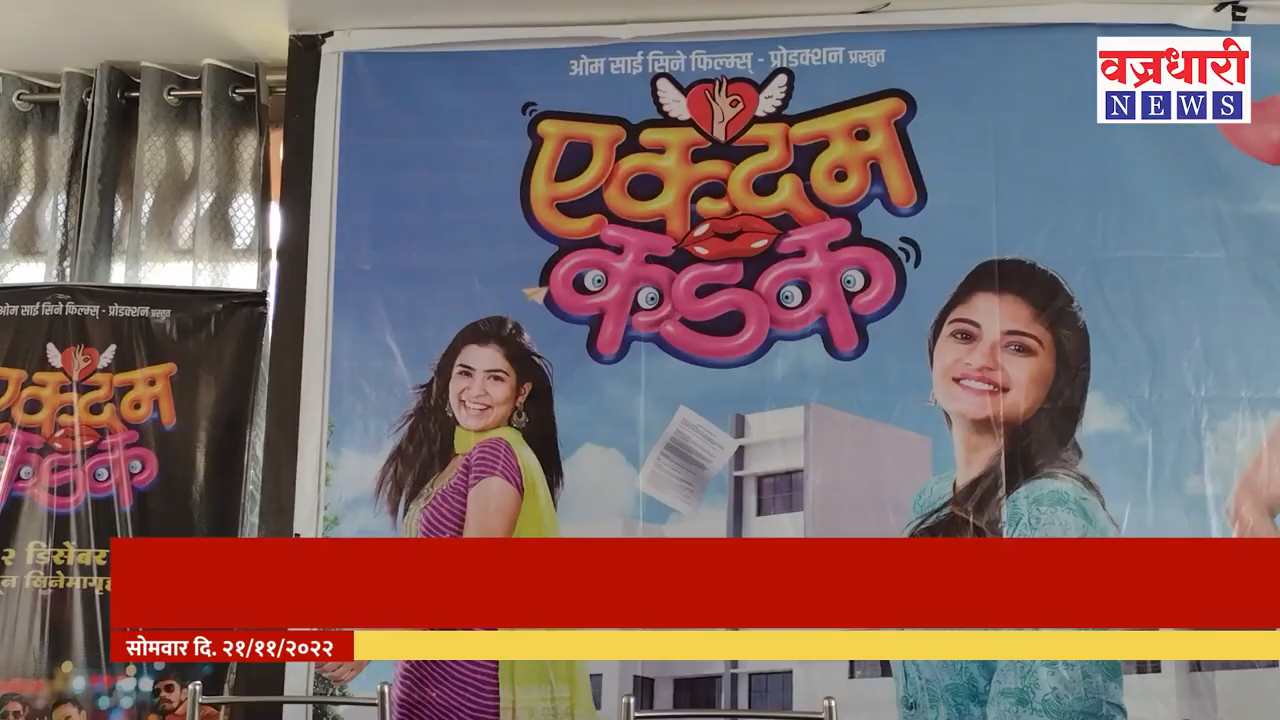 ओम साई सिने फिल्म्स् - प्रोडक्शन प्रस्तुत
एकदम
कडक
वज्रधारी
NEWS
ओम साई सिने फिल्म्स् - प्रोडक्शन प्रस्तुत
एकदम
कडक
२ डिसेंबर
सिनेमागृह
सोमवार दि. २१/११/२०२२